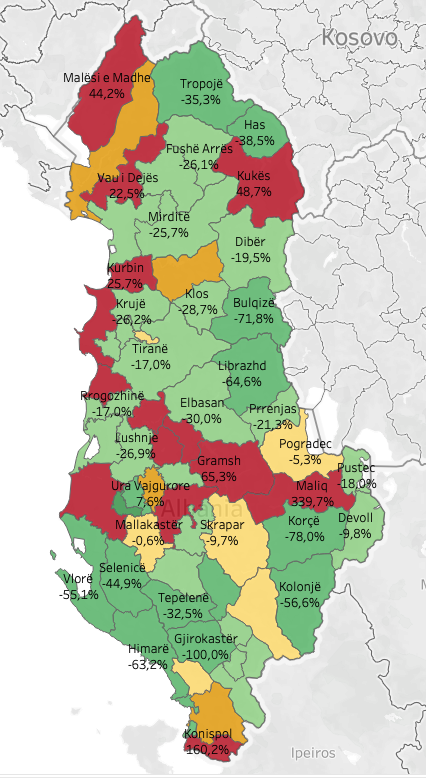 Kosovo
Malësi e Madhe
44,2%
Tropojë
-35,3%
Has
-38,5%
Fushë Arrës
-26,1%
Vau i Dejës
22,5%
Kukës
48,7%
Mirditë
-25,7%
Dibër
-19,5%
Kurbin
25,7%
Krujë
-26,2%
Klos
-28,7%
Bulqizë
-71,8%
Tiranë
-17,0%
Librazhd
-64,6%
Rrogozhinë
-17,0%
Elbasan
-30,0%
Prrenjas
-21,3%
Lushnje
-26,9%
Pogradec
-5,3%
Gramsh
65,3%
Pustec
-18,0%
Ura Vajgurore
7,6%
Maliq
339,7%
Albania
Mallakastër
-0,6%
Skrapar
-9,7%
Korçë
-78,0%
Devoll
-9,8%
Selenicë
-44,9%
Vlorë
-55,1%
Kolonjë
-56,6%
Tepelenë
-32,5%
Gjirokastër
-100,0%
Himarë
-63,2%
Konispol
160,2%
Ipeiros